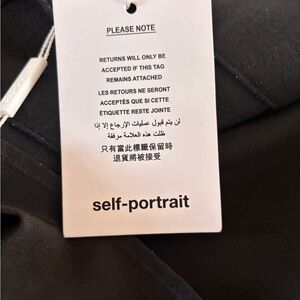 PLEASE NOTE
RETURNS WILL ONLY BE
ACCEPTED IF THIS TAG
REMAINS ATTACHED
LES RETOURS NE SERONT
ACCEPTÉS QUE SI CETTE
ÉTIQUETTE RESTE JOINTE
لن يتم قبول عمليات الإرجاع إلا إذا
ظلت هذه العلامة مرفقة
只有當此標籤保留時
退貨將被接受
self-portrait